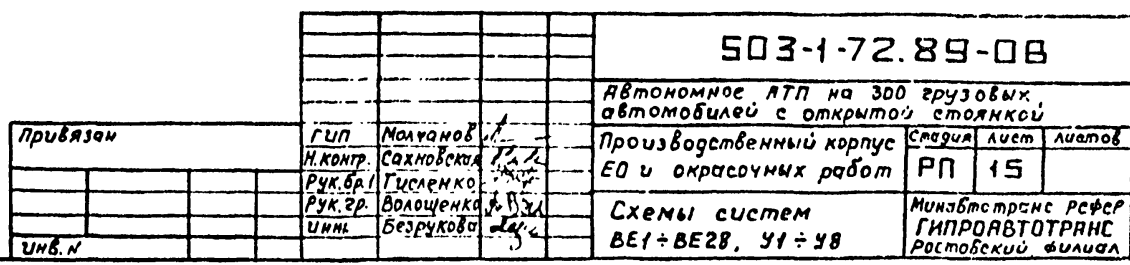 503-1-72.89-ОВ
Автономное АТП на 300 грузовых
автомобилей с открытой стоянкой
Привязан
ГИП Молчанов
Н.контр. Сахновская
Рук.бр.1 Гисленко
Рук.гр. Волощенко
Инж. Безрукова
Инв.N
Производственный корпус
ЕО и окрасочных работ
Стадия Лист Листов
РП 15
Схемы систем
ВЕ1÷ВЕ28, У1÷У8
Минавтотранс РСФСР
ГИПРОАВТОТРАНС
Ростовский филиал